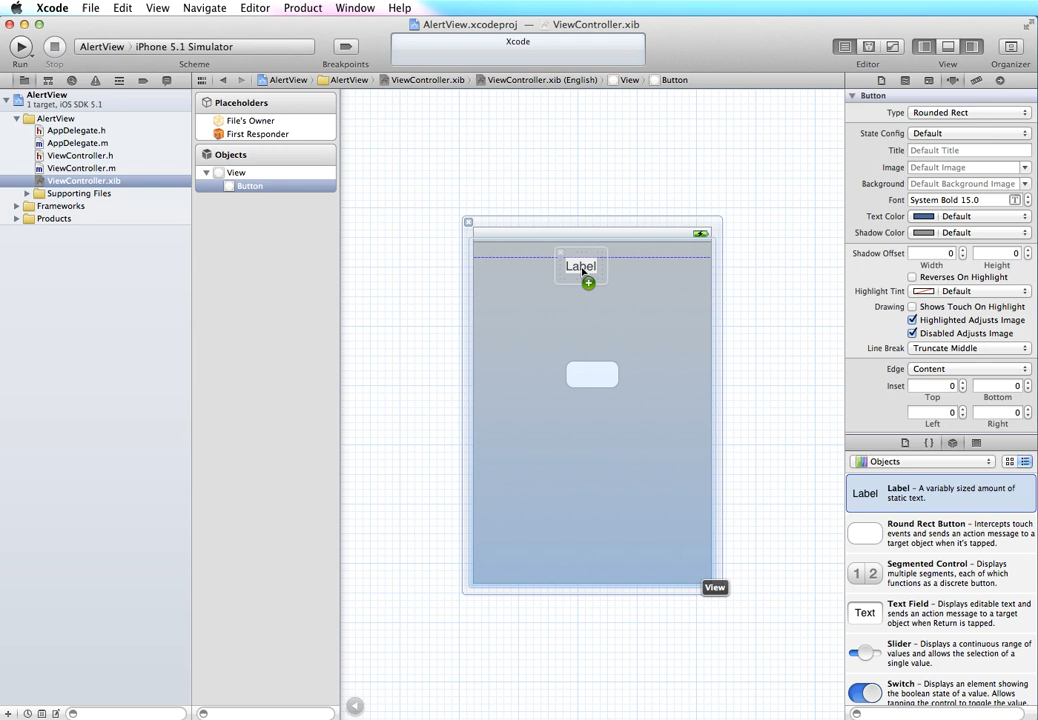 Xcode File Edit View Navigate Editor Product Window Help
AlertView.xcodeproj — ViewController.xib
AlertView iPhone 5.1 Simulator
Xcode
Run Stop Scheme Breakpoints Editor View Organizer
AlertView AlertView ViewController.xib ViewController.xib (English) View Button
AlertView
1 target, iOS SDK 5.1
AlertView
AppDelegate.h
AppDelegate.m
ViewController.h
ViewController.m
ViewController.xib
Supporting Files
Frameworks
Products
Placeholders
File's Owner
First Responder
Objects
View
Button
Label
View
Button
Type Rounded Rect
State Config Default
Title Default Title
Image Default Image
Background Default Background Image
Font System Bold 15.0
Text Color Default
Shadow Color Default
Shadow Offset 0 0
Width Height
Reverses On Highlight
Highlight Tint Default
Drawing Shows Touch On Highlight
Highlighted Adjusts Image
Disabled Adjusts Image
Line Break Truncate Middle
Edge Content
Inset 0 0
Top Bottom
0 0
Left Right
Objects
Label Label – A variably sized amount of
static text.
Round Rect Button – Intercepts touch
events and sends an action message to a
target object when it's tapped.
1 2 Segmented Control – Displays
multiple segments, each of which
functions as a discrete button.
Text Text Field – Displays editable text and
sends an action message to a target
object when Return is tapped.
Slider – Displays a continuous range of
values and allows the selection of a
single value.
Switch – Displays an element showing
the boolean state of a value. Allows
tapping the control to toggle the value.